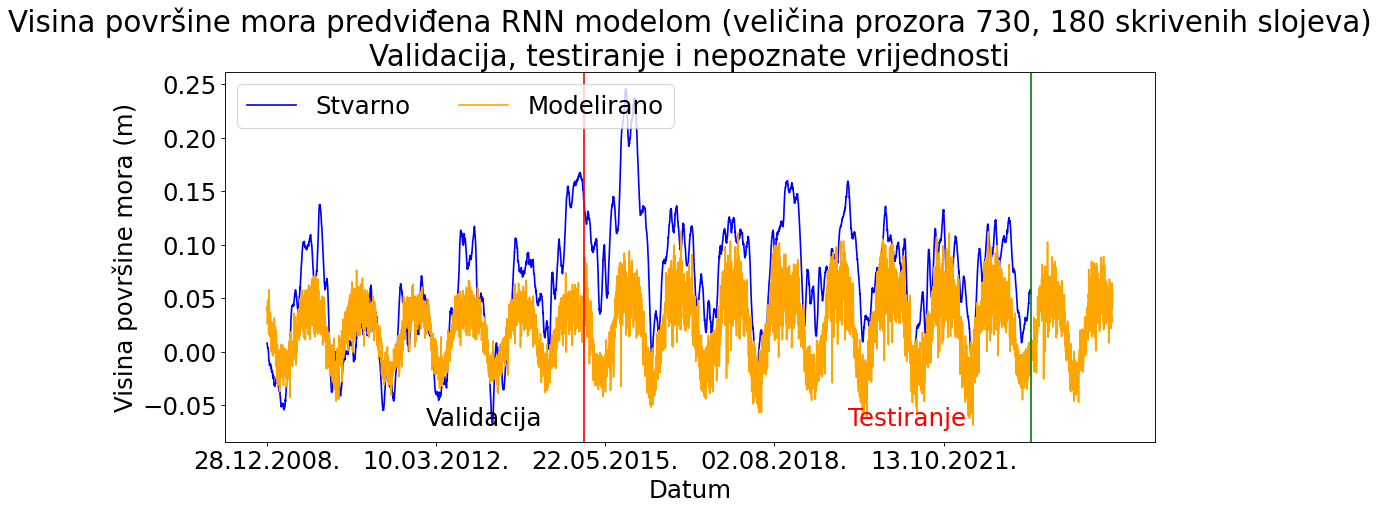 Visina površine mora predviđena RNN modelom (veličina prozora 730, 180 skrivenih slojeva)
Validacija, testiranje i nepoznate vrijednosti
Stvarno
Modelirano
0.25
0.20
0.15
0.10
0.05
0.00
−0.05
Visina površine mora (m)
Validacija
Testiranje
28.12.2008.
10.03.2012.
22.05.2015.
02.08.2018.
13.10.2021.
Datum